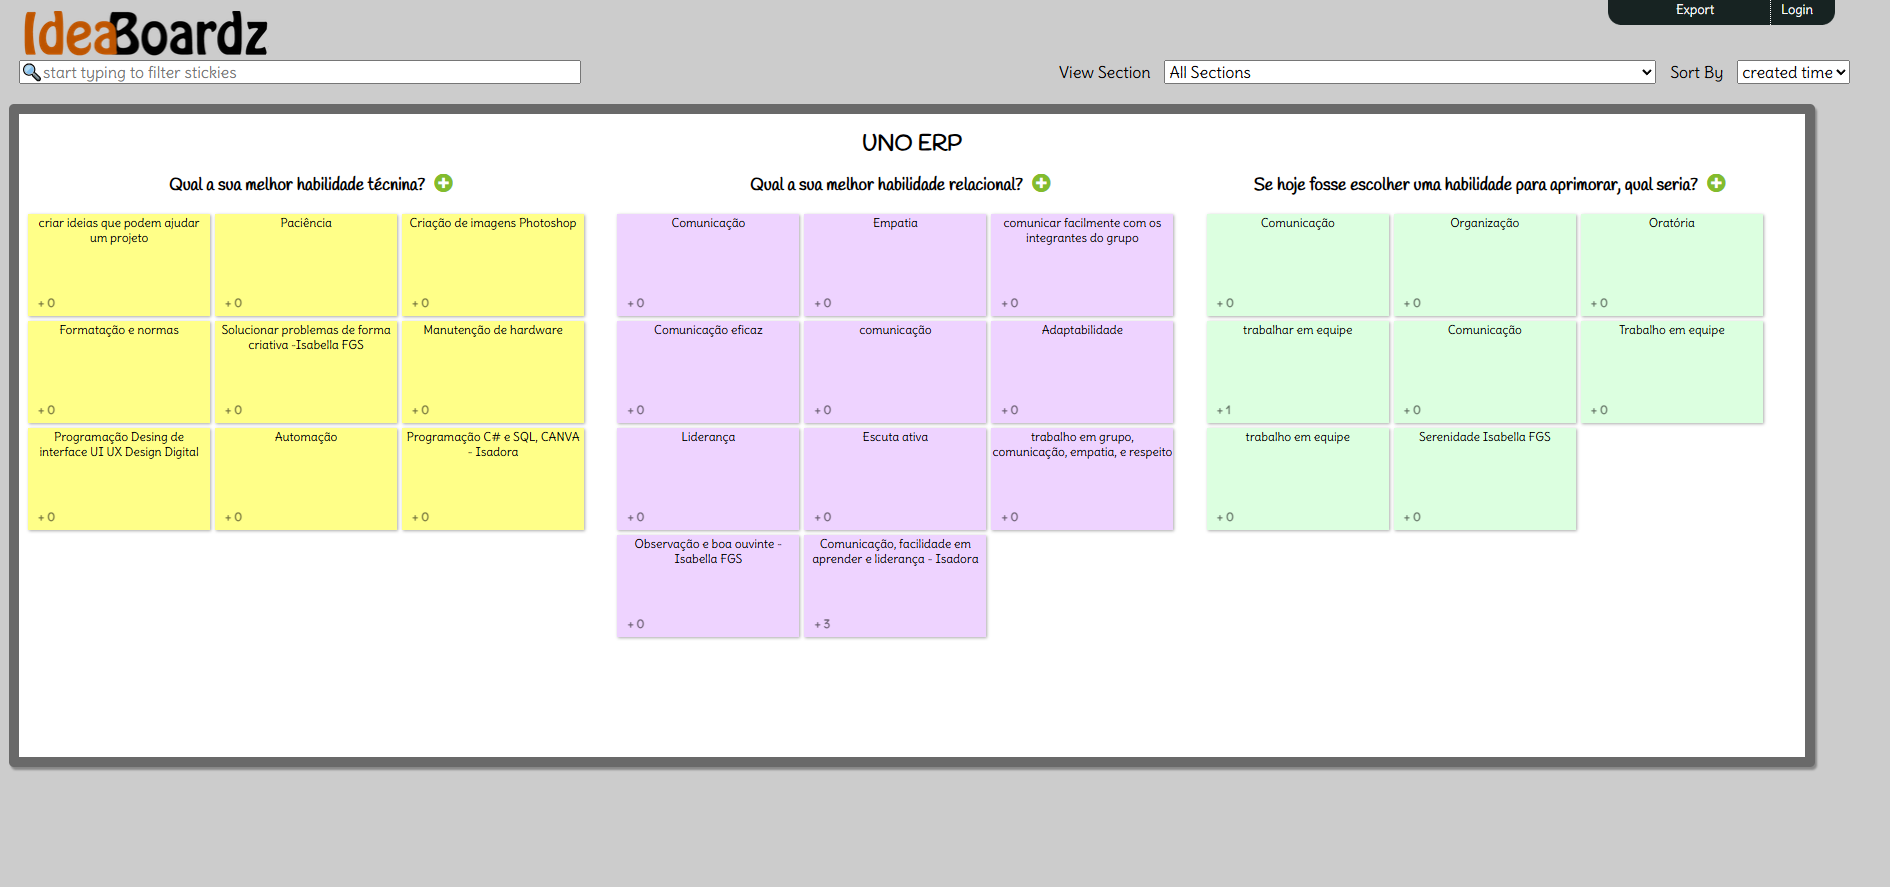 IdeaBoardz
Export
Login
start typing to filter stickies
View Section
All Sections
Sort By
created time
UNO ERP
Qual a sua melhor habilidade técnina?
criar ideias que podem ajudar
um projeto
+ 0
Paciência
+ 0
Criação de imagens Photoshop
+ 0
Formatação e normas
+ 0
Solucionar problemas de forma
criativa -Isabella FGS
+ 0
Manutenção de hardware
+ 0
Programação Desing de
interface UI UX Design Digital
+ 0
Automação
+ 0
Programação C# e SQL, CANVA
- Isadora
+ 0
Qual a sua melhor habilidade relacional?
Comunicação
+ 0
Empatia
+ 0
comunicar facilmente com os
integrantes do grupo
+ 0
Comunicação eficaz
+ 0
comunicação
+ 0
Adaptabilidade
+ 0
Liderança
+ 0
Escuta ativa
+ 0
trabalho em grupo,
comunicação, empatia, e respeito
+ 0
Observação e boa ouvinte -
Isabella FGS
+ 0
Comunicação, facilidade em
aprender e liderança - Isadora
+ 3
Se hoje fosse escolher uma habilidade para aprimorar, qual seria?
Comunicação
+ 0
Organização
+ 0
Oratória
+ 0
trabalhar em equipe
+ 1
Comunicação
+ 0
Trabalho em equipe
+ 0
trabalho em equipe
+ 0
Serenidade Isabella FGS
+ 0